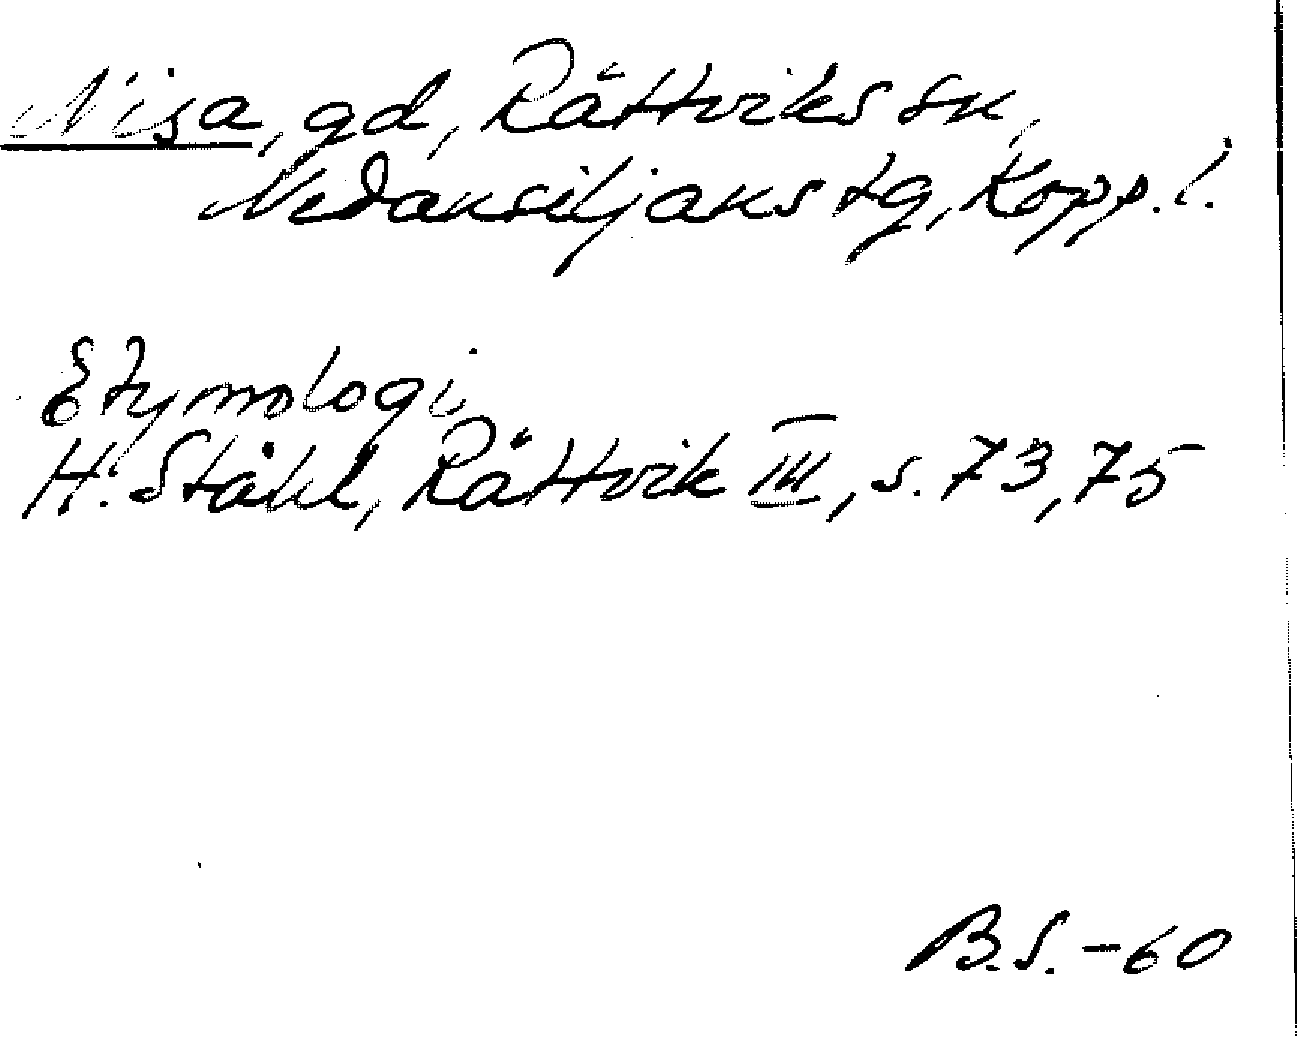 Nisa, gd, Rättviks sn,
Nedansiljans tg, Kopp. l.
Etymologi
H. Ståhl, Rättvik III, s. 73, 75
B.S. -60